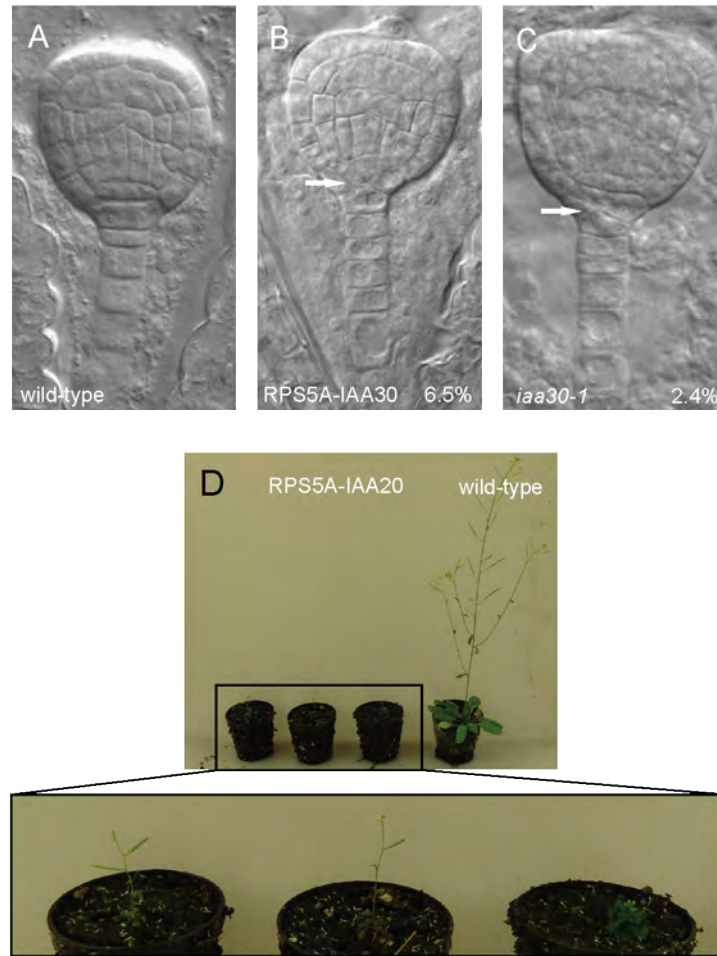 A
B
C
wild-type
RPS5A-IAA30 6.5%
iaa30-1 2.4%
D RPS5A-IAA20 wild-type